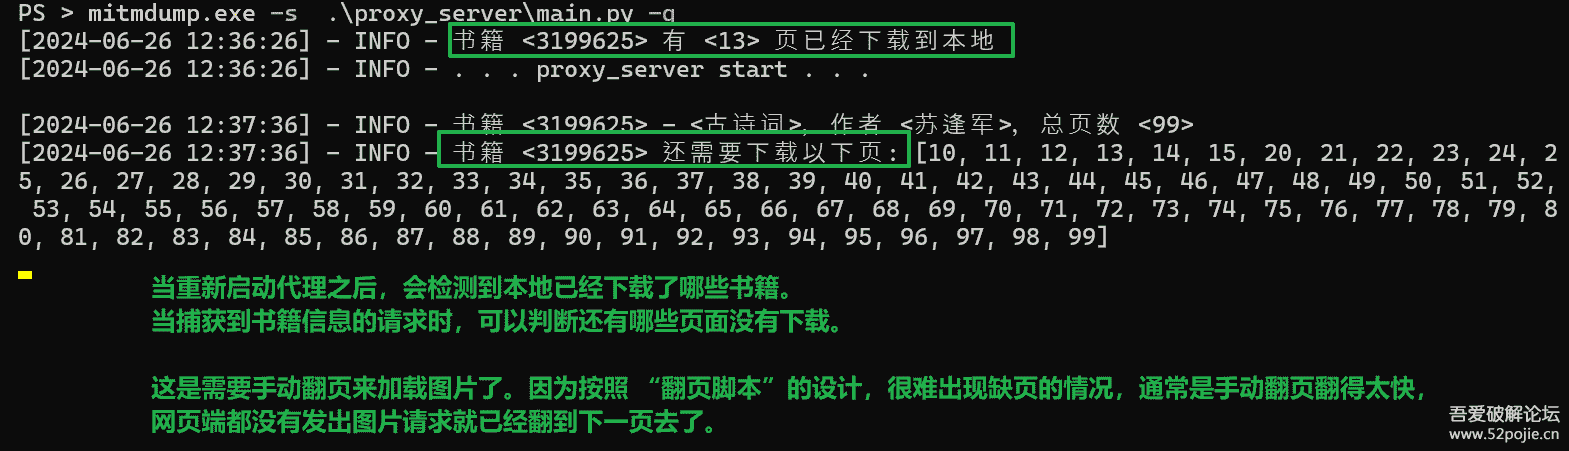 PS > mitmdump.exe -s  .\proxy_server\main.py -q
[2024-06-26 12:36:26] - INFO - 书籍 <3199625> 有 <13> 页已经下载到本地
[2024-06-26 12:36:26] - INFO - . . . proxy_server start . . .
[2024-06-26 12:37:36] - INFO - 书籍 <3199625> - <古诗词>, 作者 <苏逢军>, 总页数 <99>
[2024-06-26 12:37:36] - INFO - 书籍 <3199625> 还需要下载以下页: [10, 11, 12, 13, 14, 15, 20, 21, 22, 23, 24, 2
5, 26, 27, 28, 29, 30, 31, 32, 33, 34, 35, 36, 37, 38, 39, 40, 41, 42, 43, 44, 45, 46, 47, 48, 49, 50, 51, 52,
53, 54, 55, 56, 57, 58, 59, 60, 61, 62, 63, 64, 65, 66, 67, 68, 69, 70, 71, 72, 73, 74, 75, 76, 77, 78, 79, 8
0, 81, 82, 83, 84, 85, 86, 87, 88, 89, 90, 91, 92, 93, 94, 95, 96, 97, 98, 99]
当重新启动代理之后，会检测到本地已经下载了哪些书籍。
当捕获到书籍信息的请求时，可以判断还有哪些页面没有下载。
这是需要手动翻页来加载图片了。因为按照 “翻页脚本” 的设计，很难出现缺页的情况，通常是手动翻页翻得太快，
网页端都没有发出图片请求就已经翻到下一页去了。
吾爱破解论坛
www.52pojie.cn